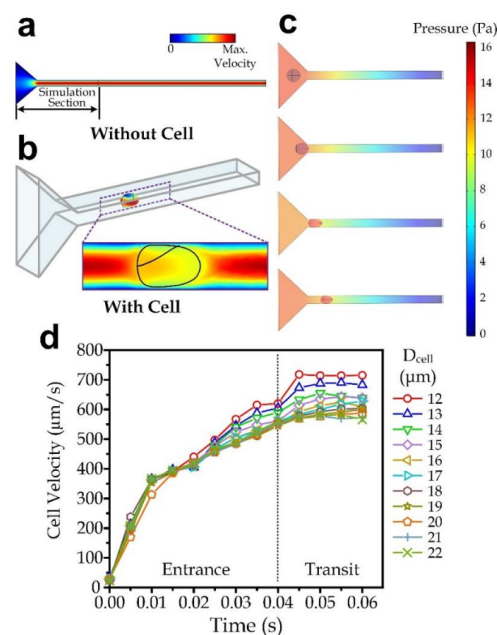 a
0
Max.
Velocity
Simulation
Section
Without Cell
b
With Cell
c
Pressure (Pa)
16
14
12
10
8
6
4
2
0
d
Cell Velocity (μm/s)
800
700
600
500
400
300
200
100
0
Entrance
Transit
0.00 0.01 0.02 0.03 0.04 0.05 0.06
Time (s)
Dcell
(μm)
12
13
14
15
16
17
18
19
20
21
22